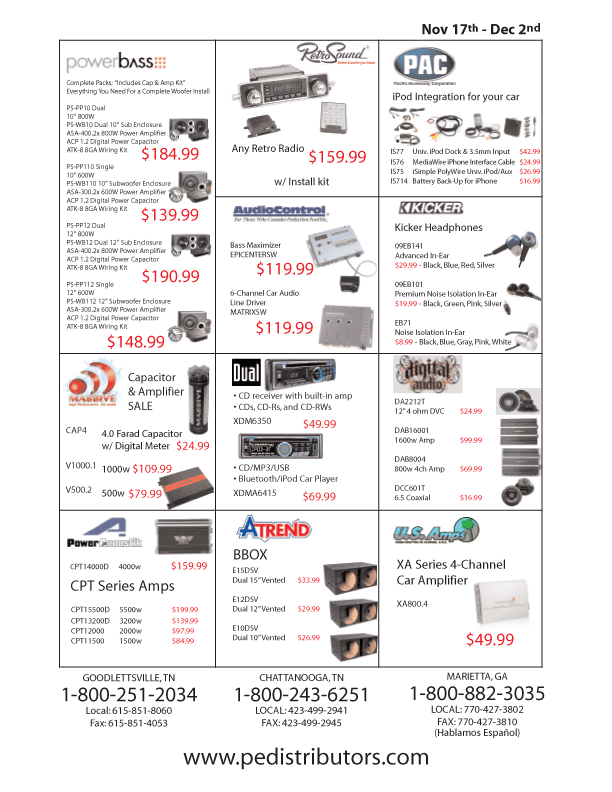 Nov 17th - Dec 2nd
powerbass
Complete Packs; "Includes Cap & Amp Kit"
Everything You Need For a Complete Woofer Install
PS-PP10 Dual
10" 800W
PS-WB10 Dual 10" Sub Enclosure
ASA-400.2x 800W Power Amplifier
ACP 1.2 Digital Power Capacitor
ATK-8 8GA Wiring Kit
$184.99
PS-PP110 Single
10" 600W
PS-WB110 10" Subwoofer Enclosure
ASA-300.2x 600W Power Amplifier
ACP 1.2 Digital Power Capacitor
ATK-8 8GA Wiring Kit
$139.99
PS-PP12 Dual
12" 800W
PS-WB12 Dual 12" Sub Enclosure
ASA-400.2x 800W Power Amplifier
ACP 1.2 Digital Power Capacitor
ATK-8 8GA Wiring Kit
$190.99
PS-PP112 Single
12" 600W
PS-WB112 12" Subwoofer Enclosure
ASA-300.2x 600W Power Amplifier
ACP 1.2 Digital Power Capacitor
ATK-8 8GA Wiring Kit
$148.99
RetroSound
Any Retro Radio
$159.99
w/ Install kit
PAC
Pacific Accessory Corporation
iPod Integration for your car
IS77 Univ. iPod Dock & 3.5mm Input $42.99
IS76 MediaWire iPhone Interface Cable $24.99
IS75 iSimple PolyWire Univ. iPod/Aux $26.99
IS714 Battery Back-Up for iPhone $16.99
AudioControl
For Those Who Consider Perfection Possible.
Bass Maximizer
EPICENTERSW
$119.99
6-Channel Car Audio
Line Driver
MATRIXSW
$119.99
KICKER
Kicker Headphones
09EB141
Advanced In-Ear
$29.99 - Black, Blue, Red, Silver
09EB101
Premium Noise Isolation In-Ear
$19.99 - Black, Green, Pink, Silver
EB71
Noise Isolation In-Ear
$8.99 - Black, Blue, Gray, Pink, White
MASSIVE
Capacitor
& Amplifier
SALE
MASSIVE
CAP4 4.0 Farad Capacitor
w/ Digital Meter $24.99
V1000.1 1000w $109.99
V500.2 500w $79.99
Dual
• CD receiver with built-in amp
• CDs, CD-Rs, and CD-RWs
XDM6350 $49.99
• CD/MP3/USB
• Bluetooth/iPod Car Player
XDMA6415 $69.99
digital
audio
DA2212T
12" 4 ohm DVC $24.99
DAB16001
1600w Amp $99.99
DAB8004
800w 4ch Amp $69.99
DCC601T
6.5 Coaxial $16.99
Power Acoustik
CPT14000D 4000w $159.99
CPT Series Amps
CPT15500D 5500w $199.99
CPT13200D 3200w $139.99
CPT12000 2000w $97.99
CPT11500 1500w $84.99
ATREND
BBOX
E15DSV
Dual 15" Vented $33.99
E12DSV
Dual 12" Vented $29.99
E10DSV
Dual 10" Vented $26.99
U.S. Amps
XA Series 4-Channel
Car Amplifier
XA800.4
$49.99
GOODLETTSVILLE, TN
1-800-251-2034
Local: 615-851-8060
Fax: 615-851-4053
CHATTANOOGA, TN
1-800-243-6251
LOCAL: 423-499-2941
FAX: 423-499-2945
MARIETTA, GA
1-800-882-3035
LOCAL: 770-427-3802
FAX: 770-427-3810
(Hablamos Español)
www.pedistributors.com